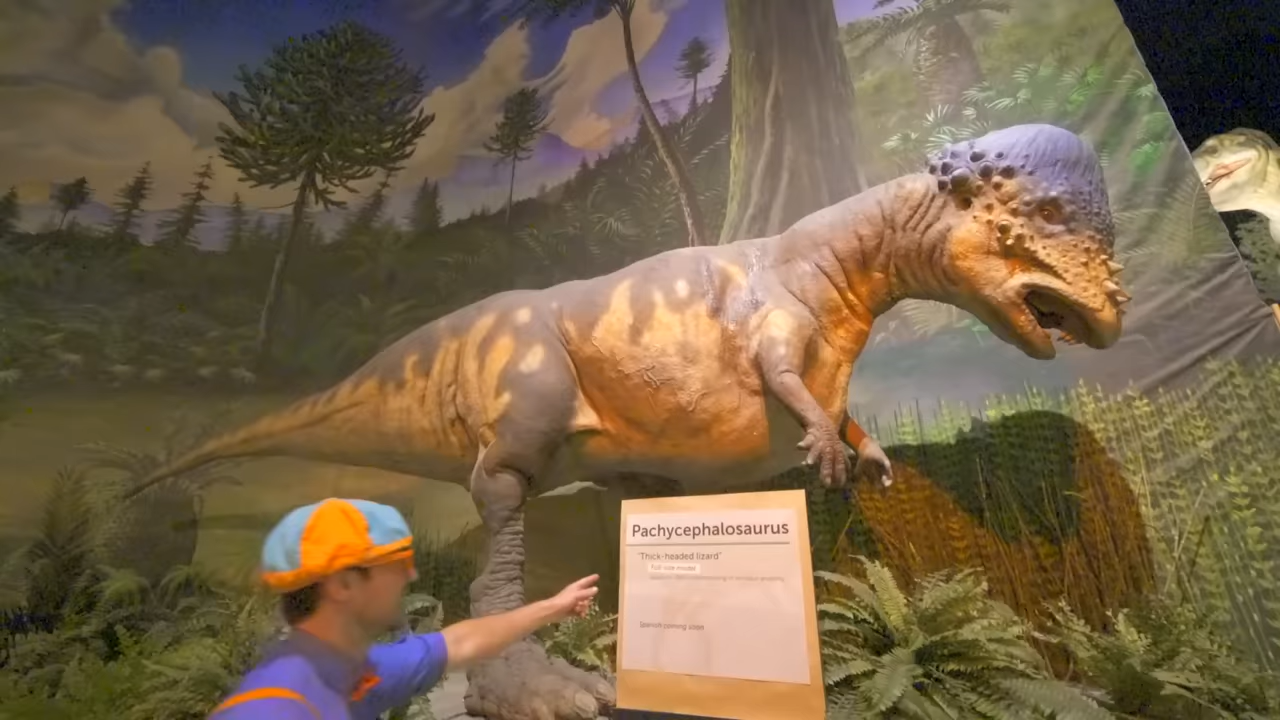 Pachycephalosaurus
"Thick-headed lizard"
Full size model
Spanish coming soon